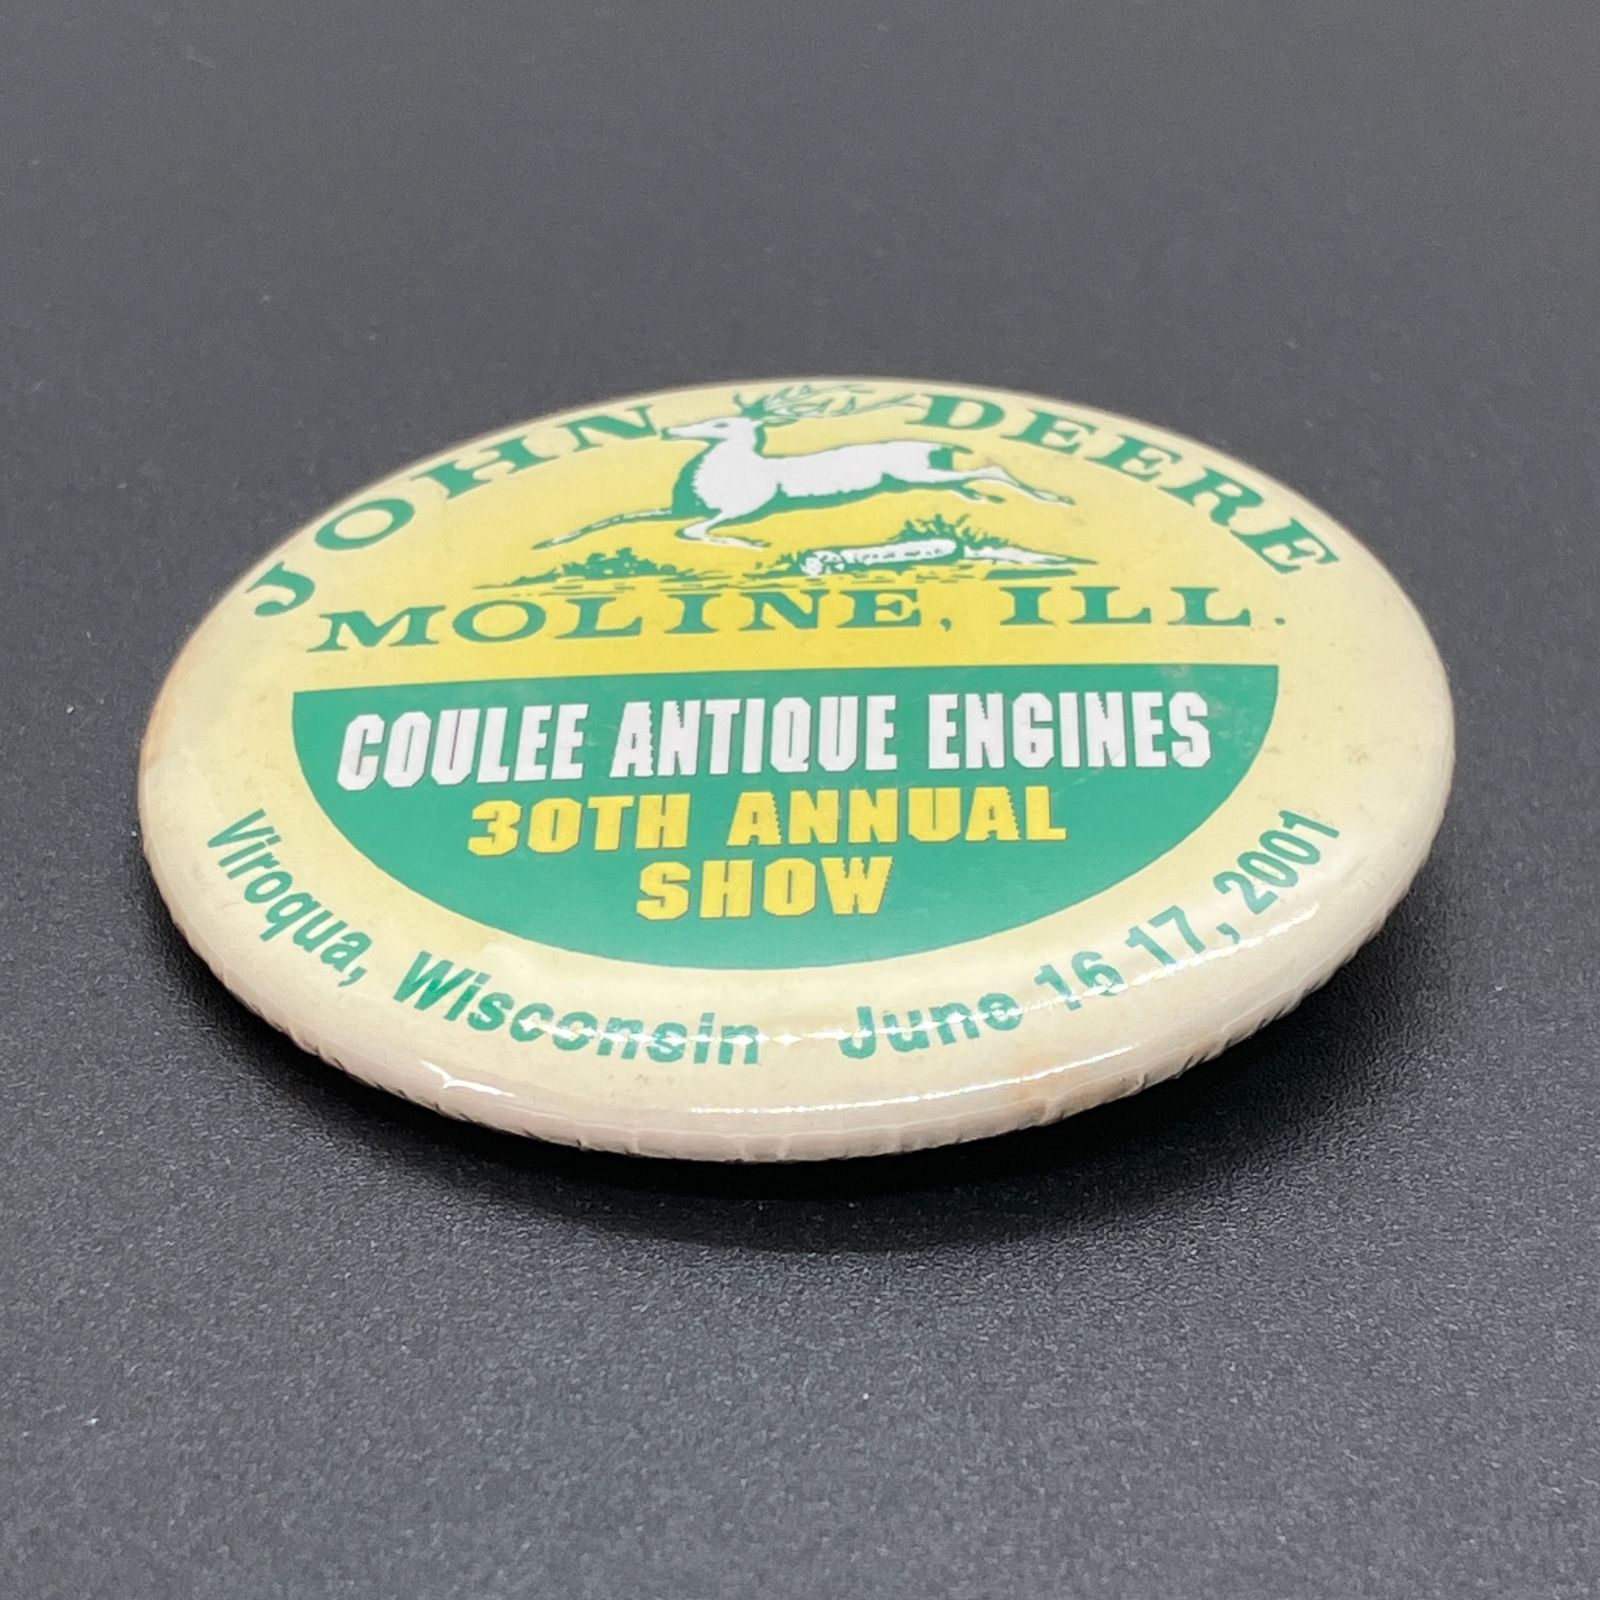 JOHN DEERE
MOLINE, ILL.
COULEE ANTIQUE ENGINES
30TH ANNUAL
SHOW
Viroqua, Wisconsin June 16 17, 2001